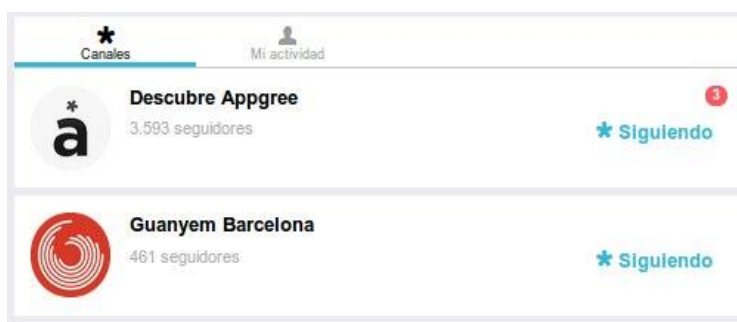 Canales
Mi actividad
Descubre Appgree
3
3.593 seguidores
* Siguiendo
*
a
Guanyem Barcelona
461 seguidores
* Siguiendo